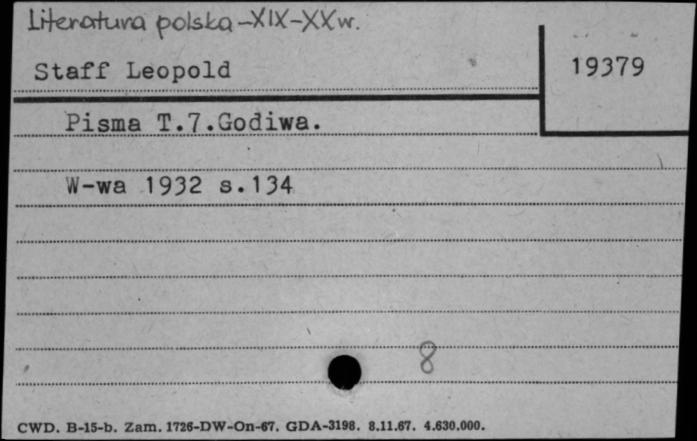 Literatura polska-XIX-XXw.
Staff Leopold
19379
Pisma T.7.Godiwa.
W-wa 1932 s.134
8
CWD. B-15-b. Zam. 1726-DW-On-67. GDA-3198. 8.11.67. 4.630.000.